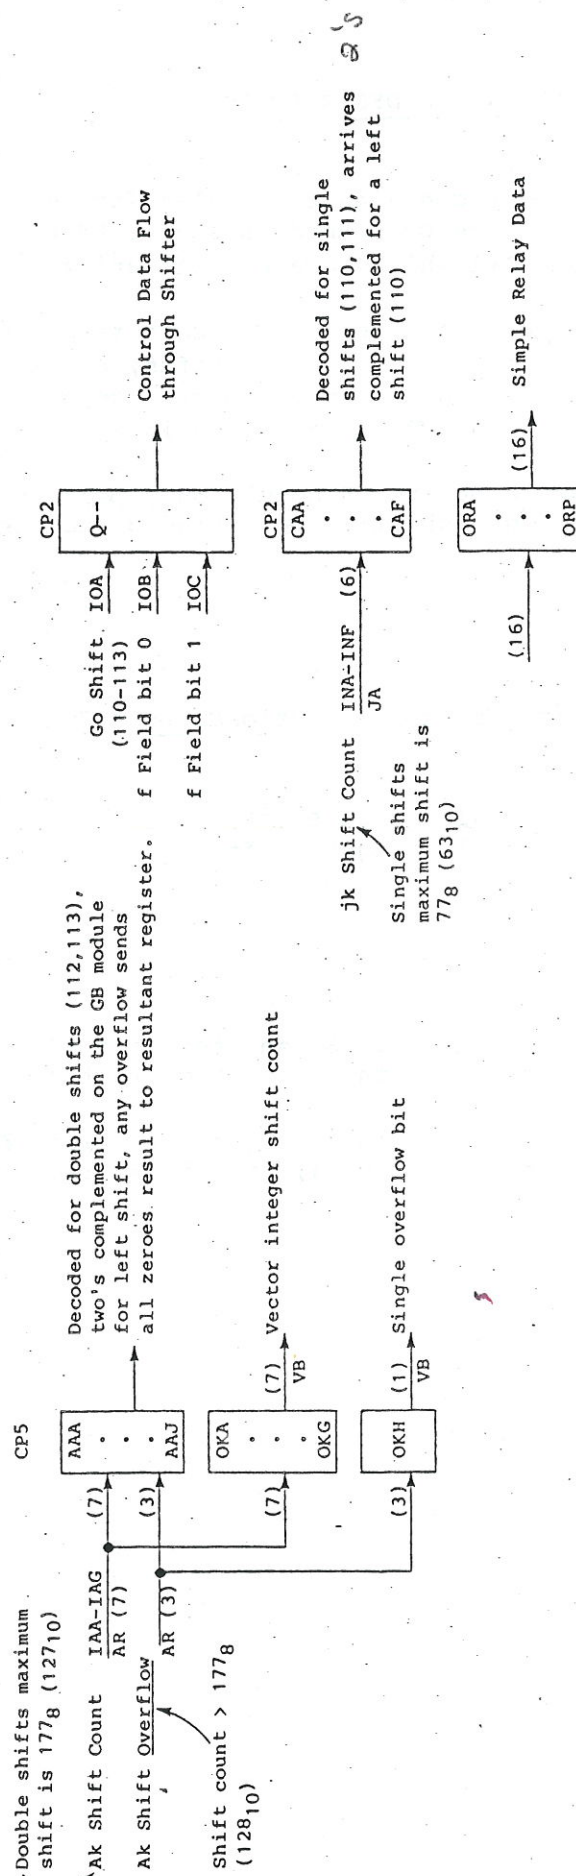 Double shifts maximum
shift is 177₈ (127₁₀)
Ak Shift Count
IAA-IAG
AR (7)
Ak Shift Overflow
AR (3)
Shift count > 177₈
(128₁₀)
CP5
(7)
(3)
AAA
AAJ
Decoded for double shifts (112,113),
two's complemented on the GB module
for left shift, any overflow sends
all zeroes result to resultant register.
(7)
OKA
OKG
(7)
VB
Vector integer shift count
(3)
OKH
(1)
VB
Single overflow bit
CP2
Go Shift
(110-113)
IOA
f Field bit 0
IOB
f Field bit 1
IOC
Q--
Control Data Flow
through Shifter
jk Shift Count
INA-INF
JA
(6)
Single shifts
maximum shift is
77₈ (63₁₀)
CP2
CAA
CAF
Decoded for single
shifts (110,111), arrives
complemented for a left
shift (110)
2's
(16)
ORA
ORP
(16)
Simple Relay Data